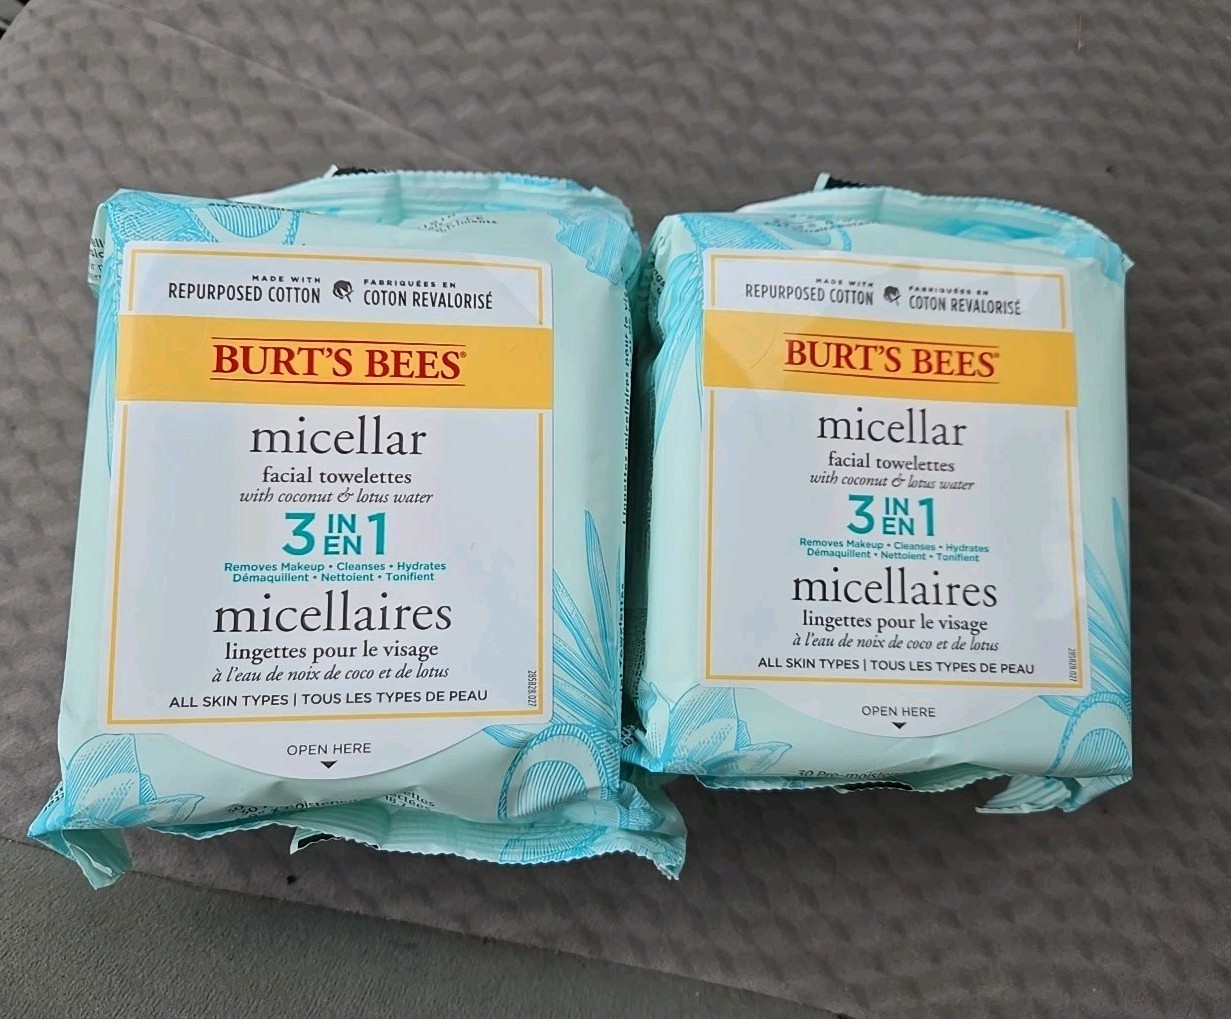 MADE WITH
REPURPOSED COTTON
FABRIQUÉES EN
COTON REVALORISÉ
BURT'S BEES®
micellar
facial towelettes
with coconut & lotus water
3 IN EN 1
Removes Makeup • Cleanses • Hydrates
Démaquillent • Nettoient • Tonifient
micellaires
lingettes pour le visage
à l'eau de noix de coco et de lotus
ALL SKIN TYPES | TOUS LES TYPES DE PEAU
285828.027
OPEN HERE
MADE WITH
REPURPOSED COTTON
FABRIQUÉES EN
COTON REVALORISÉ
BURT'S BEES®
micellar
facial towelettes
with coconut & lotus water
3 IN EN 1
Removes Makeup • Cleanses • Hydrates
Démaquillent • Nettoient • Tonifient
micellaires
lingettes pour le visage
à l'eau de noix de coco et de lotus
ALL SKIN TYPES | TOUS LES TYPES DE PEAU
285828.027
OPEN HERE